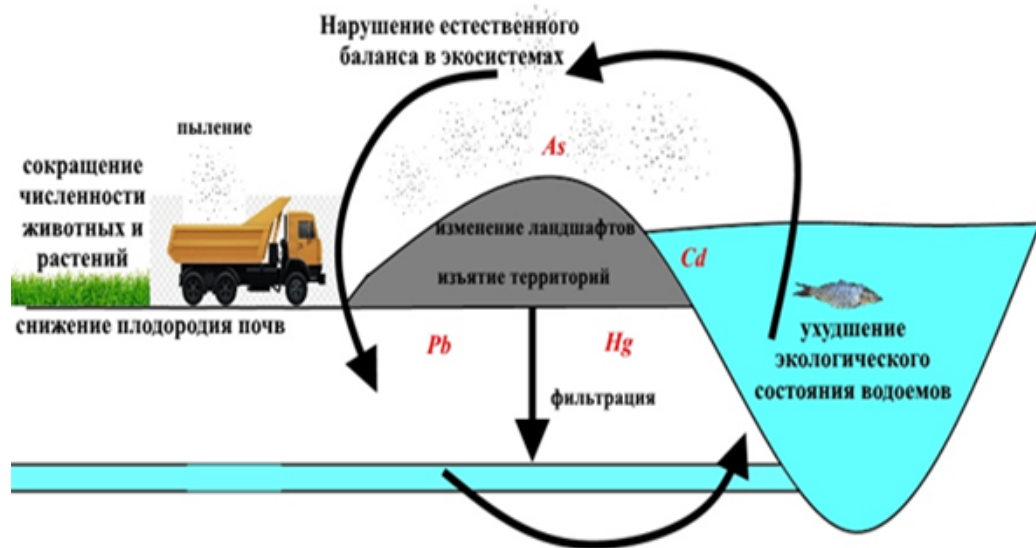 Нарушение естественного
баланса в экосистемах
пыление
сокращение
численности
животных и
растений
As
изменение ландшафтов
изъятие территорий
Cd
снижение плодородия почв
Pb
Hg
ухудшение
экологического
состояния водоемов
фильтрация